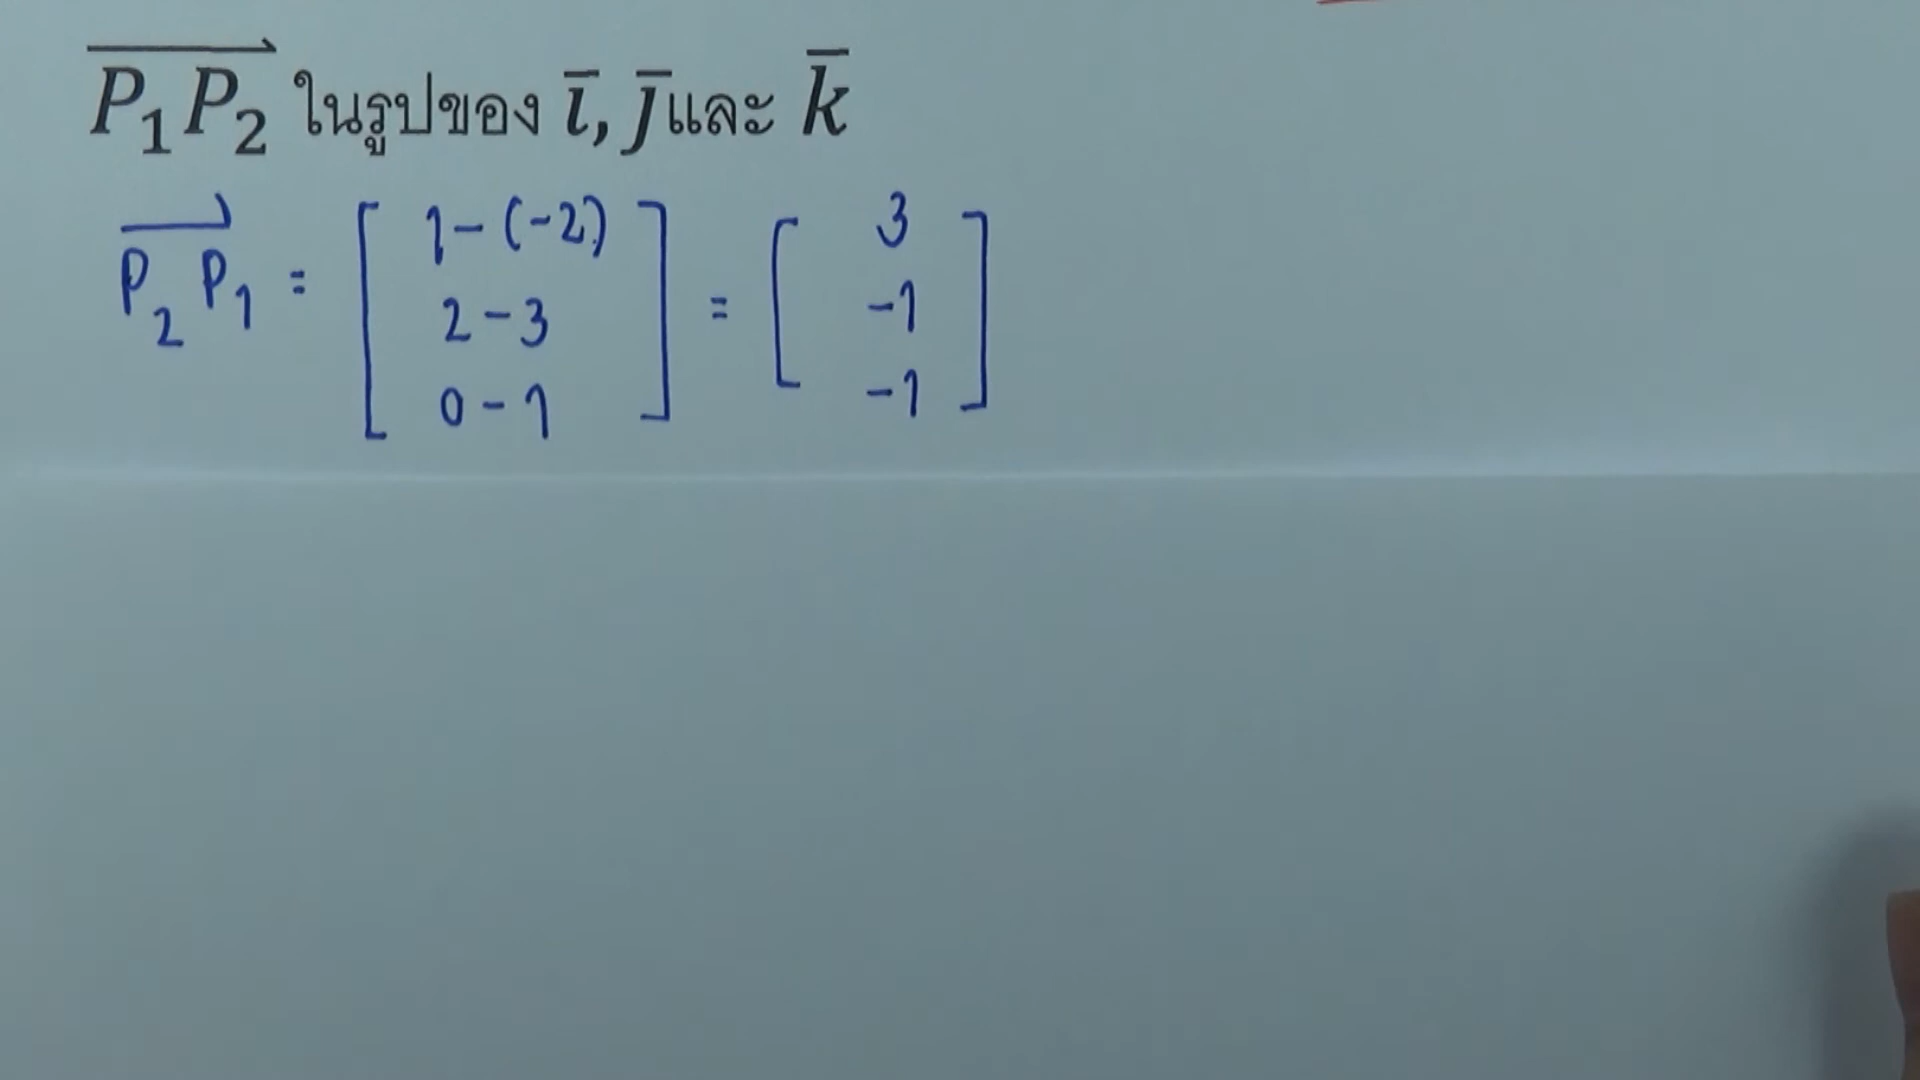 P₁P₂ ในรูปของ i̅, j̅ และ k̅
P₂P₁ = [ 1-(-2) ] = [ 3 ]
2-3 -1
0-1 -1